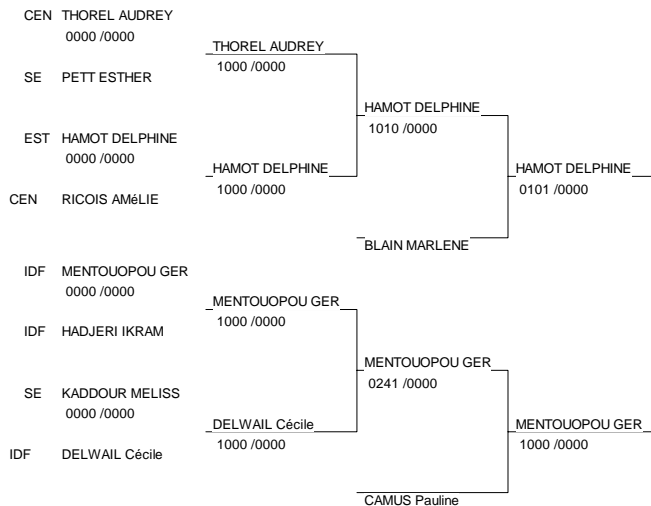 CEN THOREL AUDREY
0000 /0000
THOREL AUDREY
1000 /0000
SE PETT ESTHER
HAMOT DELPHINE
1010 /0000
EST HAMOT DELPHINE
0000 /0000
HAMOT DELPHINE
1000 /0000
HAMOT DELPHINE
0101 /0000
CEN RICOIS AMéLIE
BLAIN MARLENE
IDF MENTOUOPOU GER
0000 /0000
MENTOUOPOU GER
1000 /0000
IDF HADJERI IKRAM
MENTOUOPOU GER
0241 /0000
SE KADDOUR MELISS
0000 /0000
DELWAIL Cécile
1000 /0000
MENTOUOPOU GER
1000 /0000
IDF DELWAIL Cécile
CAMUS Pauline